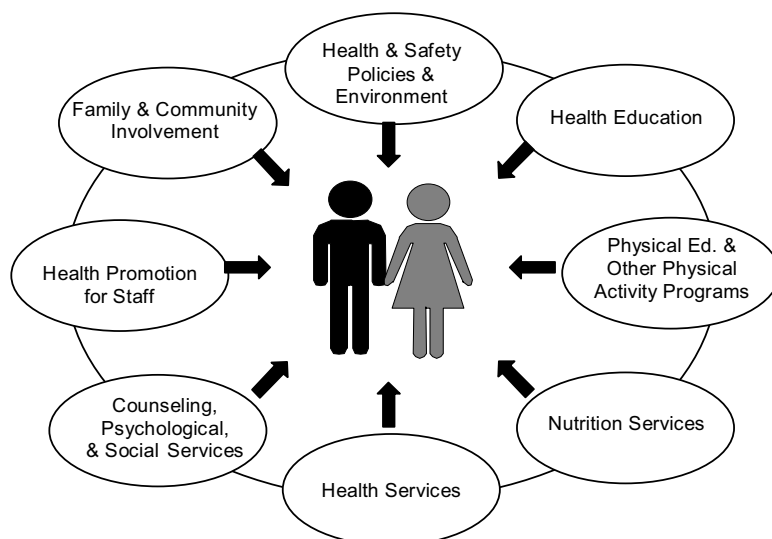 Health & Safety
Policies &
Environment
Health Education
Physical Ed. &
Other Physical
Activity Programs
Nutrition Services
Health Services
Counseling,
Psychological,
& Social Services
Health Promotion
for Staff
Family & Community
Involvement